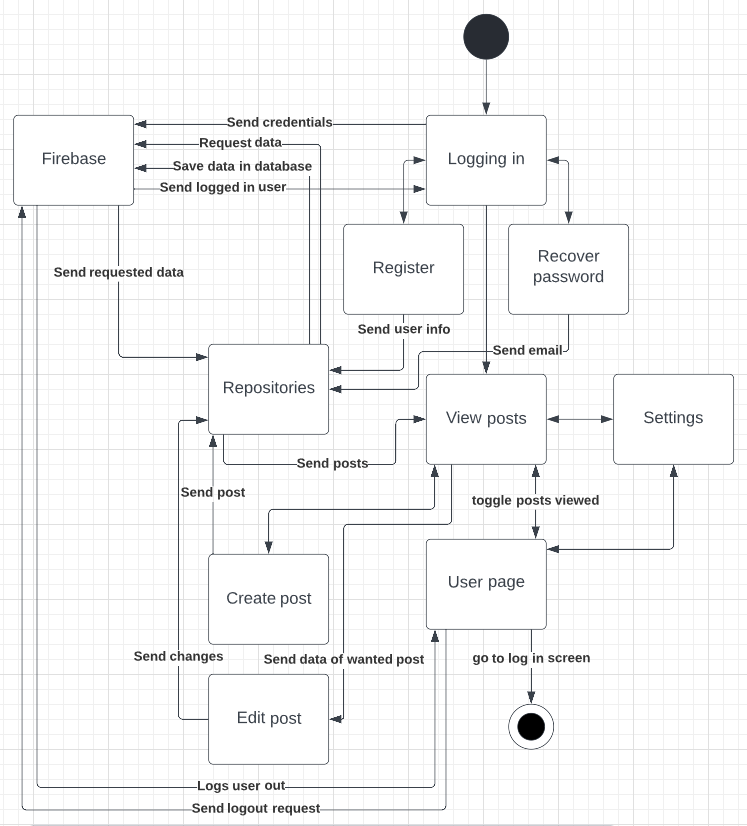 Send credentials
Firebase
Request data
Logging in
Save data in database
Send logged in user
Send requested data
Register
Recover
password
Send user info
Send email
Repositories
View posts
Settings
Send posts
Send post
toggle posts viewed
Create post
User page
Send changes
Send data of wanted post
go to log in screen
Edit post
Logs user out
Send logout request